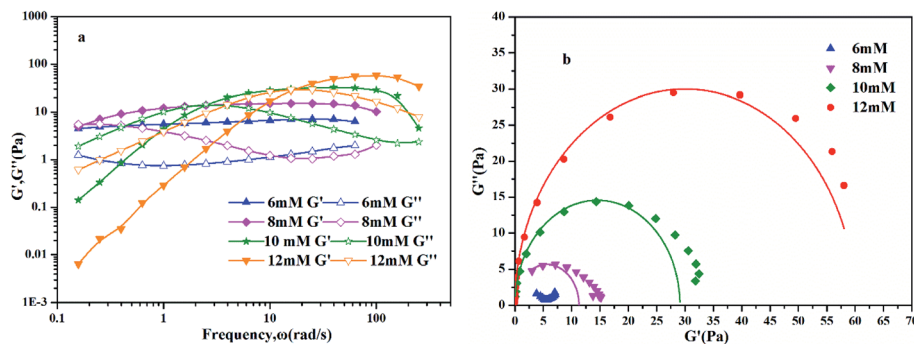 a
G',G''(Pa)
1000
100
10
1
0.1
0.01
1E-3
6mM G' 6mM G''
8mM G' 8mM G''
10 mM G' 10mM G''
12mM G' 12mM G''
0.1 1 10 100
Frequency,ω(rad/s)
b
G''(Pa)
35
30
25
20
15
10
5
0
6mM
8mM
10mM
12mM
0 5 10 15 20 25 30 35 40 45 50 55 60 65 70
G'(Pa)